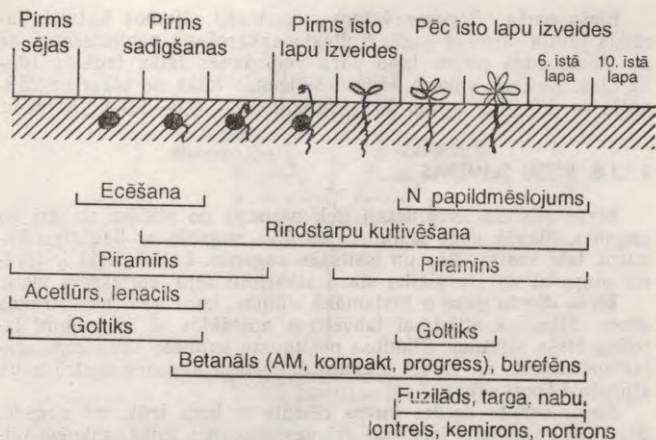 Pirms sējas
Pirms sadīgšanas
Pirms īsto lapu izveides
Pēc īsto lapu izveides
6. īstā lapa
10. īstā lapa
Ecēšana
N papildmēslojums
Rindstarpu kultivēšana
Piramīns
Piramīns
Acetlūrs, lenacils
Goltiks
Goltiks
Betanāls (AM, kompakt, progress), burefēns
Fuzilāds, targa, nabu,
lontrels, kemirons, nortrons